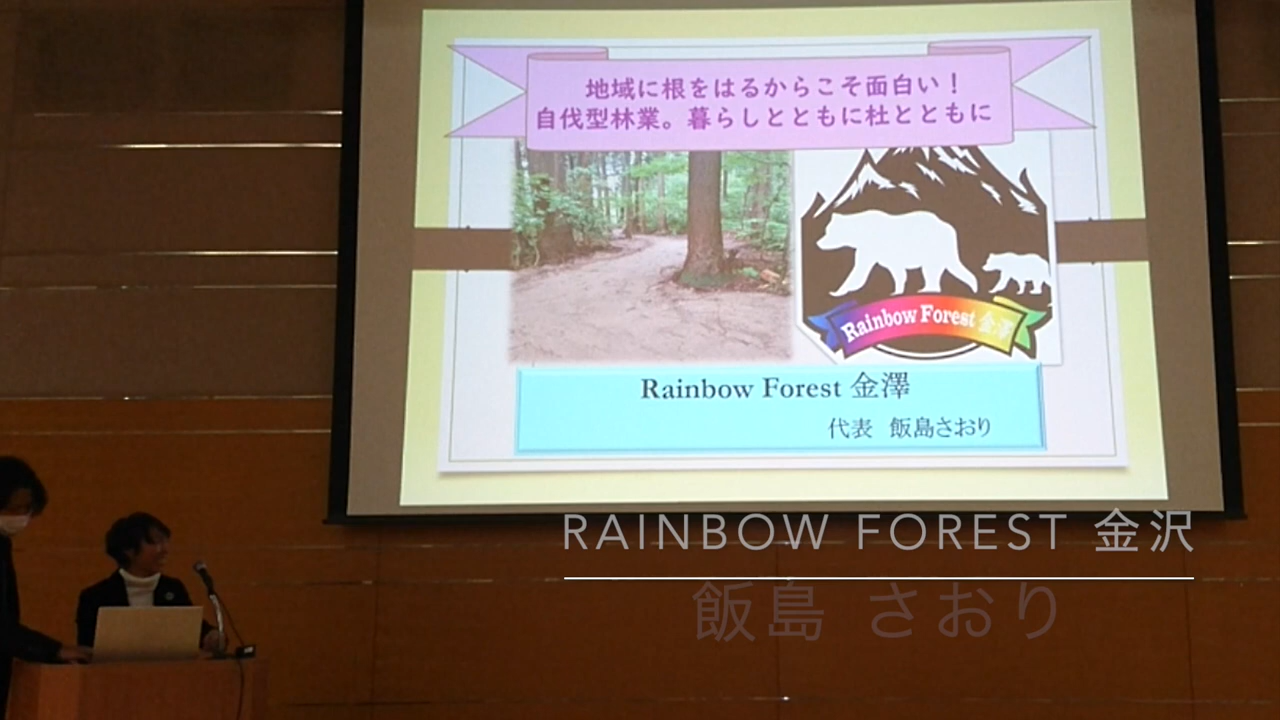 地域に根をはるからこそ面白い！
自伐型林業。暮らしとともに杜とともに
Rainbow Forest 金澤
Rainbow Forest 金澤
代表 飯島さおり
RAINBOW FOREST 金沢
飯島 さおり